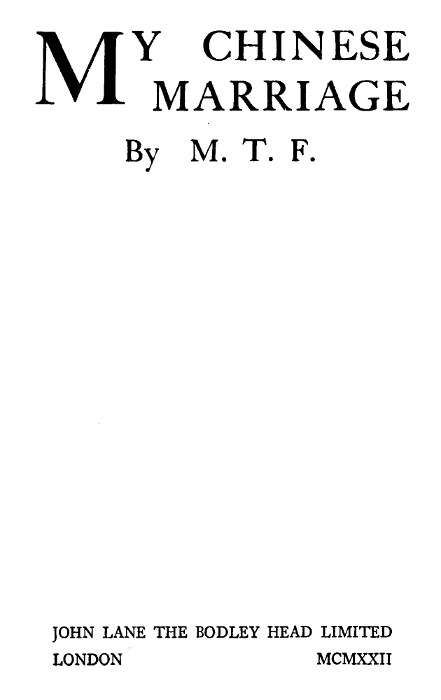 MY CHINESE
MARRIAGE
By M. T. F.
JOHN LANE THE BODLEY HEAD LIMITED
LONDON MCMXXII